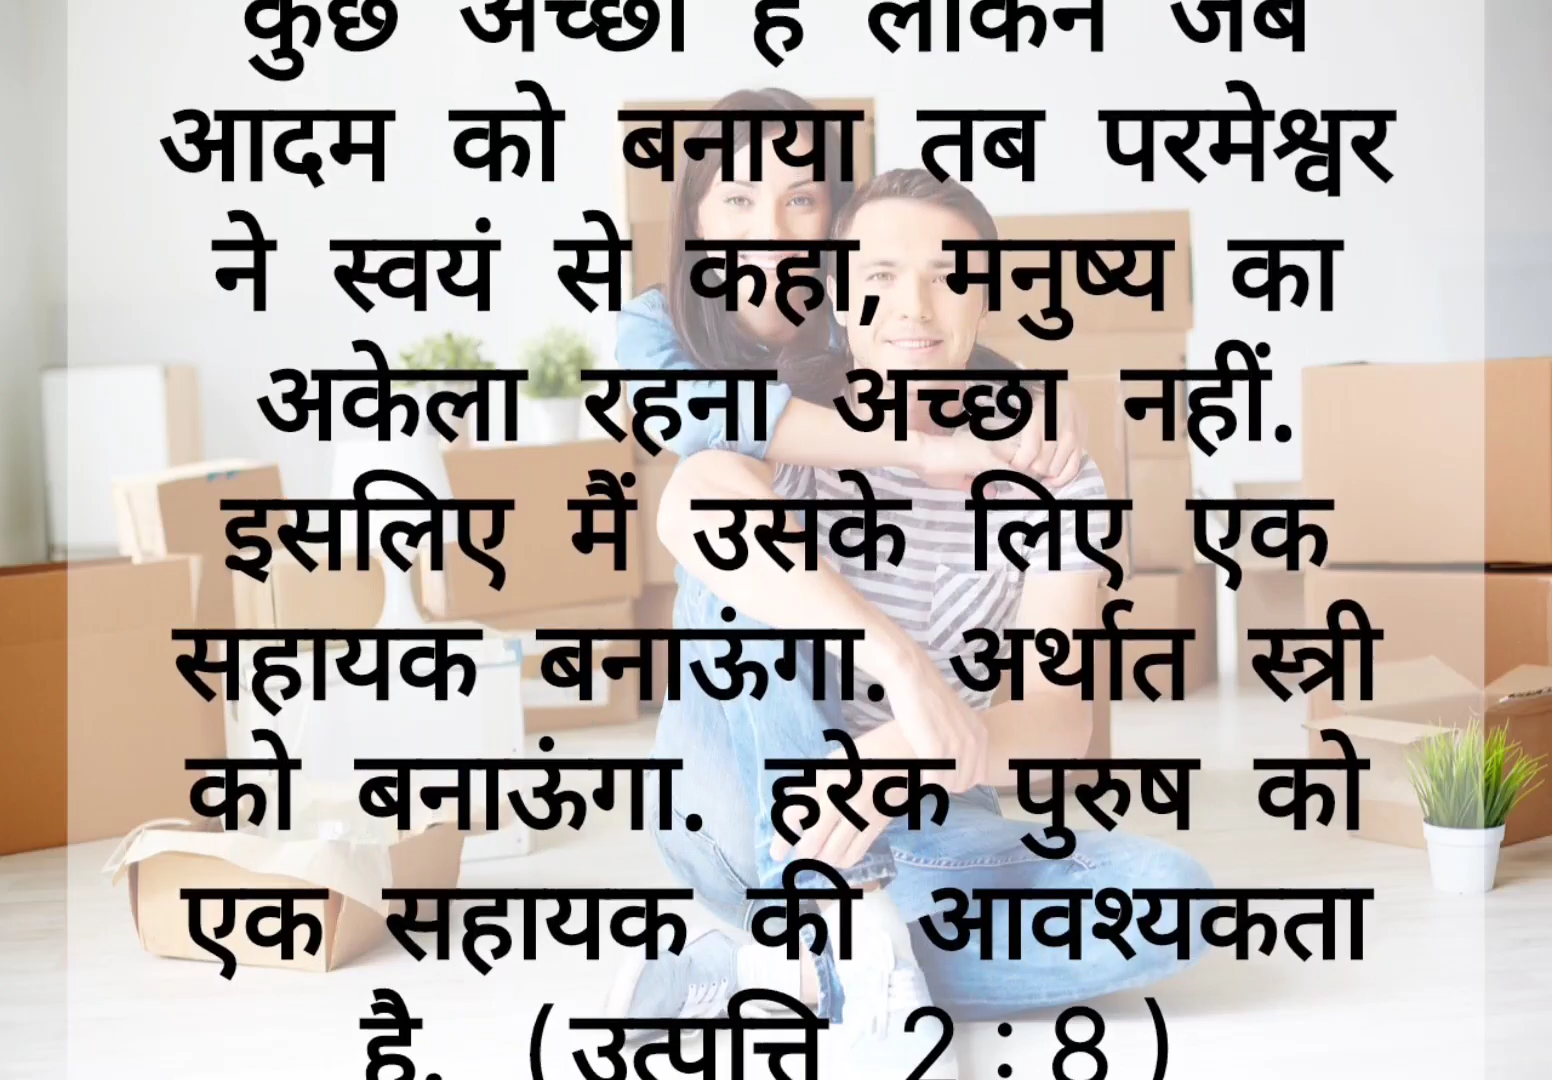 कुछ अच्छा है लेकिन जब
आदम को बनाया तब परमेश्वर
ने स्वयं से कहा, मनुष्य का
अकेला रहना अच्छा नहीं.
इसलिए मैं उसके लिए एक
सहायक बनाऊंगा. अर्थात स्त्री
को बनाऊंगा. हरेक पुरुष को
एक सहायक की आवश्यकता
है. (उत्पत्ति 2:8)